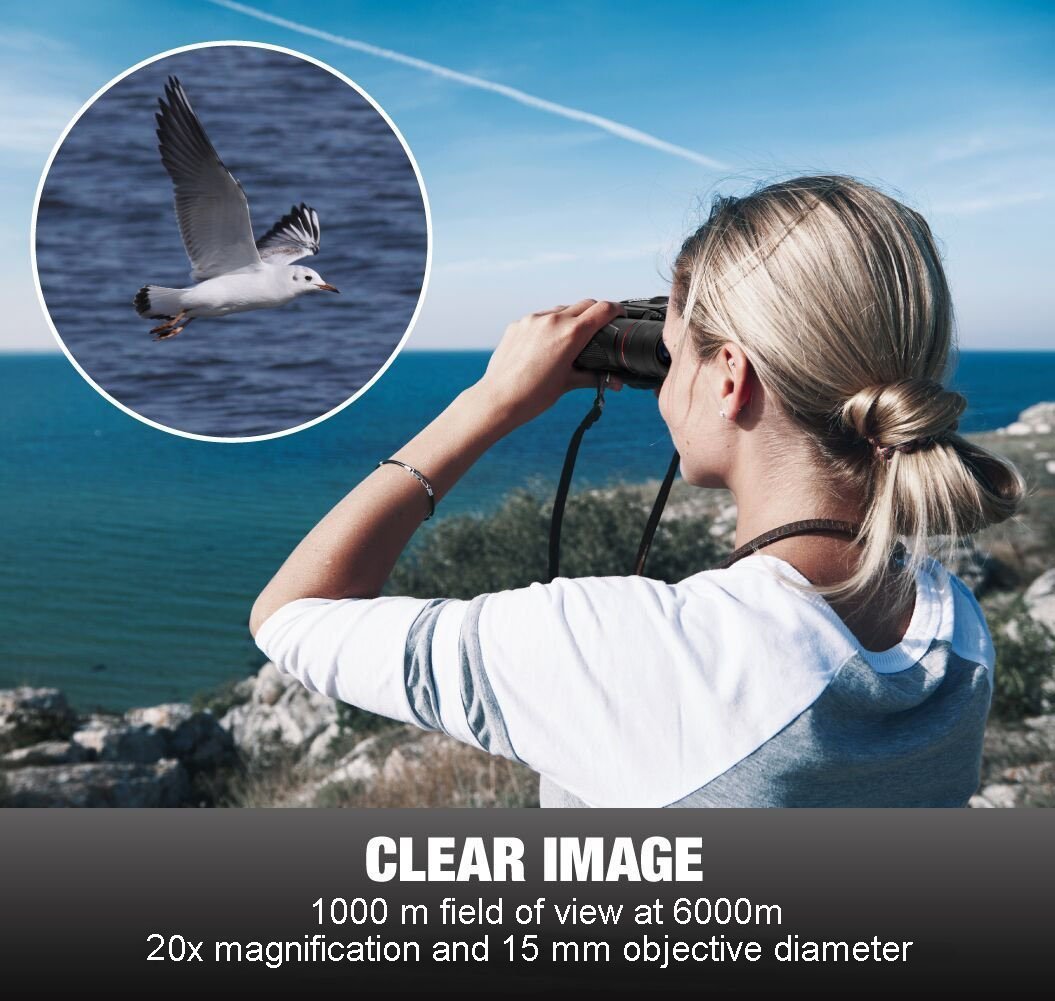 CLEAR IMAGE
1000 m field of view at 6000m
20x magnification and 15 mm objective diameter